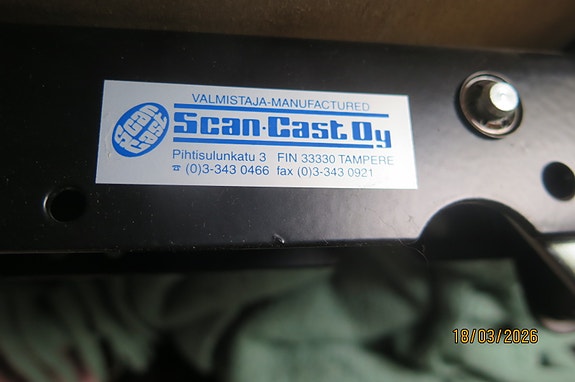 VALMISTAJA-MANUFACTURED
Scan Cast
Scan·Cast Oy
Pihtisulunkatu 3 FIN 33330 TAMPERE
☎ (0)3-343 0466 fax (0)3-343 0921
18/03/2026